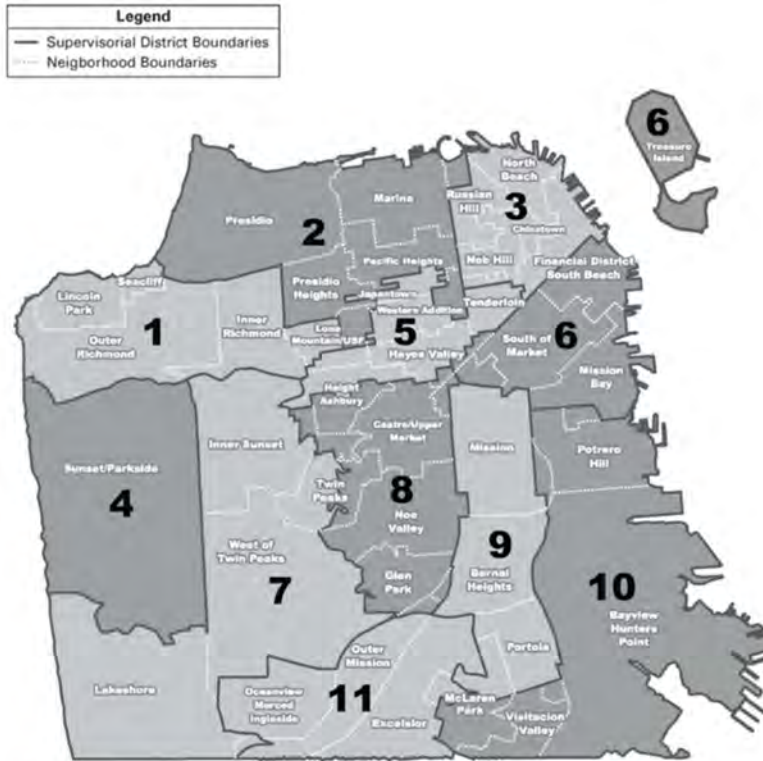 Legend
Supervisorial District Boundaries
Neigborhood Boundaries
6
Treasure
Island
North
Beach
Marina
Russian
Hill
3
Presidio
2
Chinatown
Pacific Heights
Nob Hill
Financial District
South Beach
Seacliff
Presidio
Heights
Japantown
Lincoln
Park
Western Addition
Tenderloin
1
Inner
Richmond
Lone
Mountain/USF
5
South of
Market
6
Outer
Richmond
Hayes Valley
Mission
Bay
Haight
Ashbury
Castro/Upper
Market
Inner Sunset
Mission
Potrero
Hill
Sunset/Parkside
Twin
Peaks
4
8
Noe
Valley
West of
Twin Peaks
9
Glen
Park
Bernal
Heights
7
10
Bayview
Hunters
Point
Outer
Mission
Portola
Lakeshore
Oceanview
Merced
Ingleside
11
McLaren
Park
Excelsior
Visitacion
Valley